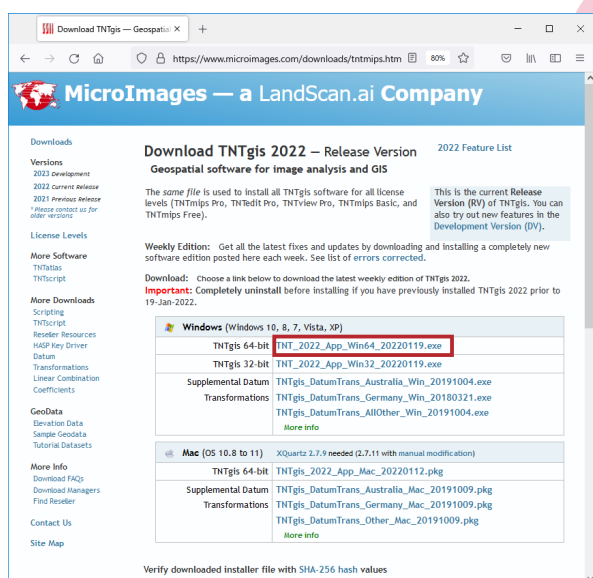 Download TNTgis — Geospatial
https://www.microimages.com/downloads/tntmips.htm
80%
MicroImages — a LandScan.ai Company
Downloads
Versions
2023 Development
2022 Current Release
2021 Previous Release
* Please contact us for
older versions
License Levels
More Software
TNTatlas
TNTscript
More Downloads
Scripting
TNTscript
Reseller Resources
HASP Key Driver
Datum
Transformations
Linear Combination
Coefficients
GeoData
Elevation Data
Sample Geodata
Tutorial Datasets
More Info
Download FAQs
Download Managers
Find Reseller
Contact Us
Site Map
Download TNTgis 2022 — Release Version
Geospatial software for image analysis and GIS
2022 Feature List
The same file is used to install all TNTgis software for all license
levels (TNTmips Pro, TNTedit Pro, TNTview Pro, TNTmips Basic, and
TNTmips Free).
This is the current Release
Version (RV) of TNTgis. You can
also try out new features in the
Development Version (DV).
Weekly Edition: Get all the latest fixes and updates by downloading and installing a completely new
software edition posted here each week. See list of errors corrected.
Download: Choose a link below to download the latest weekly edition of TNTgis 2022.
Important: Completely uninstall before installing if you have previously installed TNTgis 2022 prior to
19-Jan-2022.
Windows (Windows 10, 8, 7, Vista, XP)
TNTgis 64-bit TNT_2022_App_Win64_20220119.exe
TNTgis 32-bit TNT_2022_App_Win32_20220119.exe
Supplemental Datum TNTgis_DatumTrans_Australia_Win_20191004.exe
Transformations TNTgis_DatumTrans_Germany_Win_20180321.exe
TNTgis_DatumTrans_AllOther_Win_20191004.exe
More info
Mac (OS 10.8 to 11) XQuartz 2.7.9 needed (2.7.11 with manual modification)
TNTgis 64-bit TNTgis_2022_App_Mac_20220112.pkg
Supplemental Datum TNTgis_DatumTrans_Australia_Mac_20191009.pkg
Transformations TNTgis_DatumTrans_Germany_Mac_20191009.pkg
TNTgis_DatumTrans_Other_Mac_20191009.pkg
More info
Verify downloaded installer file with SHA-256 hash values